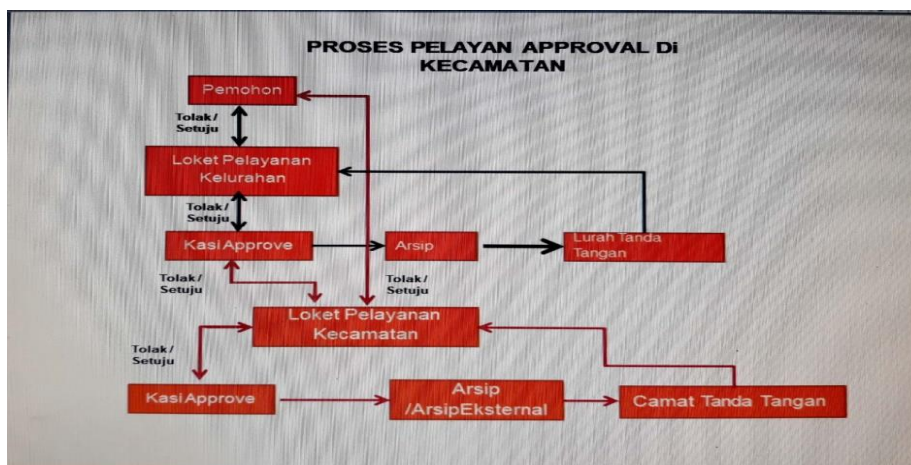 PROSES PELAYAN APPROVAL Di
KECAMATAN
Pemohon
Tolak/
Setuju
Loket Pelayanan
Kelurahan
Tolak/
Setuju
Kasi Approve
Arsip
Lurah Tanda
Tangan
Tolak/
Setuju
Tolak/
Setuju
Loket Pelayanan
Kecamatan
Tolak/
Setuju
Kasi Approve
Arsip
/ArsipEksternal
Camat Tanda Tangan